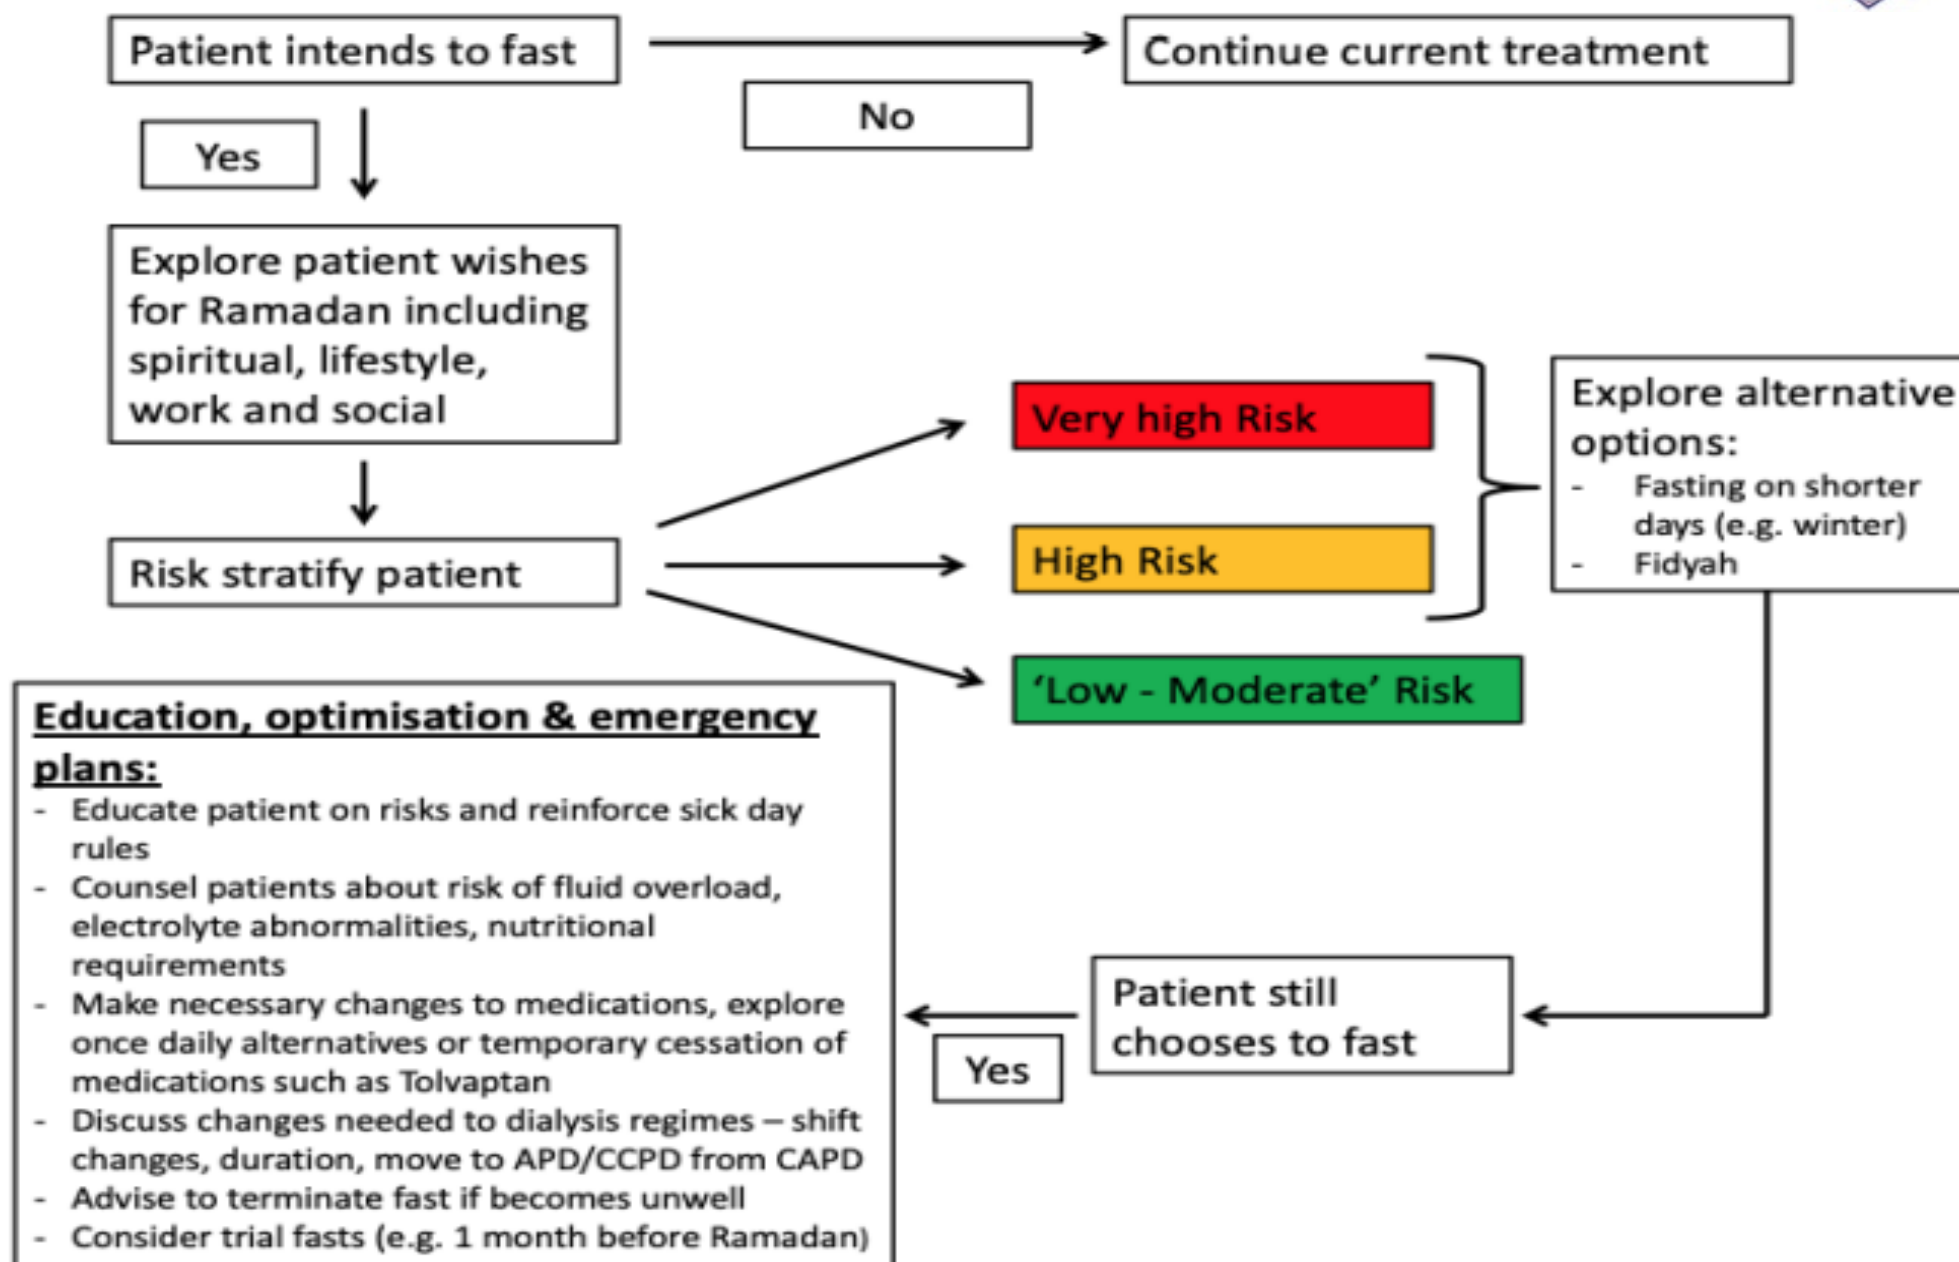 Patient intends to fast
Continue current treatment
No
Yes
Explore patient wishes
for Ramadan including
spiritual, lifestyle,
work and social
Risk stratify patient
Very high Risk
High Risk
‘Low - Moderate’ Risk
Explore alternative
options:
- Fasting on shorter
days (e.g. winter)
- Fidyah
Patient still
chooses to fast
Yes
Education, optimisation & emergency
plans:
- Educate patient on risks and reinforce sick day
rules
- Counsel patients about risk of fluid overload,
electrolyte abnormalities, nutritional
requirements
- Make necessary changes to medications, explore
once daily alternatives or temporary cessation of
medications such as Tolvaptan
- Discuss changes needed to dialysis regimes – shift
changes, duration, move to APD/CCPD from CAPD
- Advise to terminate fast if becomes unwell
- Consider trial fasts (e.g. 1 month before Ramadan)